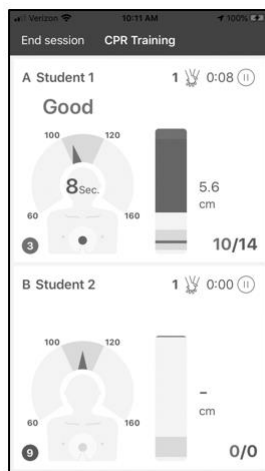 Verizon 10:11 AM 100%
End session CPR Training
A Student 1 1 0:08
Good
100 120
8 Sec.
60 160
5.6
cm
3 10/14
B Student 2 1 0:00
100 120
60 160
–
cm
9 0/0